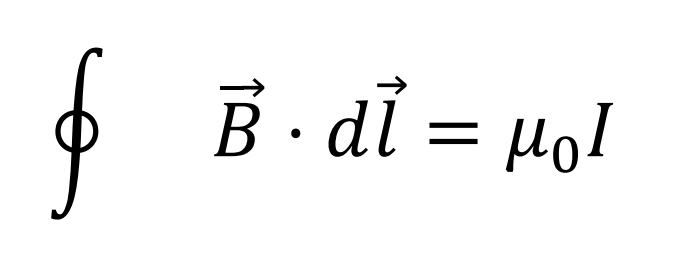 ∮ B⃗ · dl⃗ = μ₀I